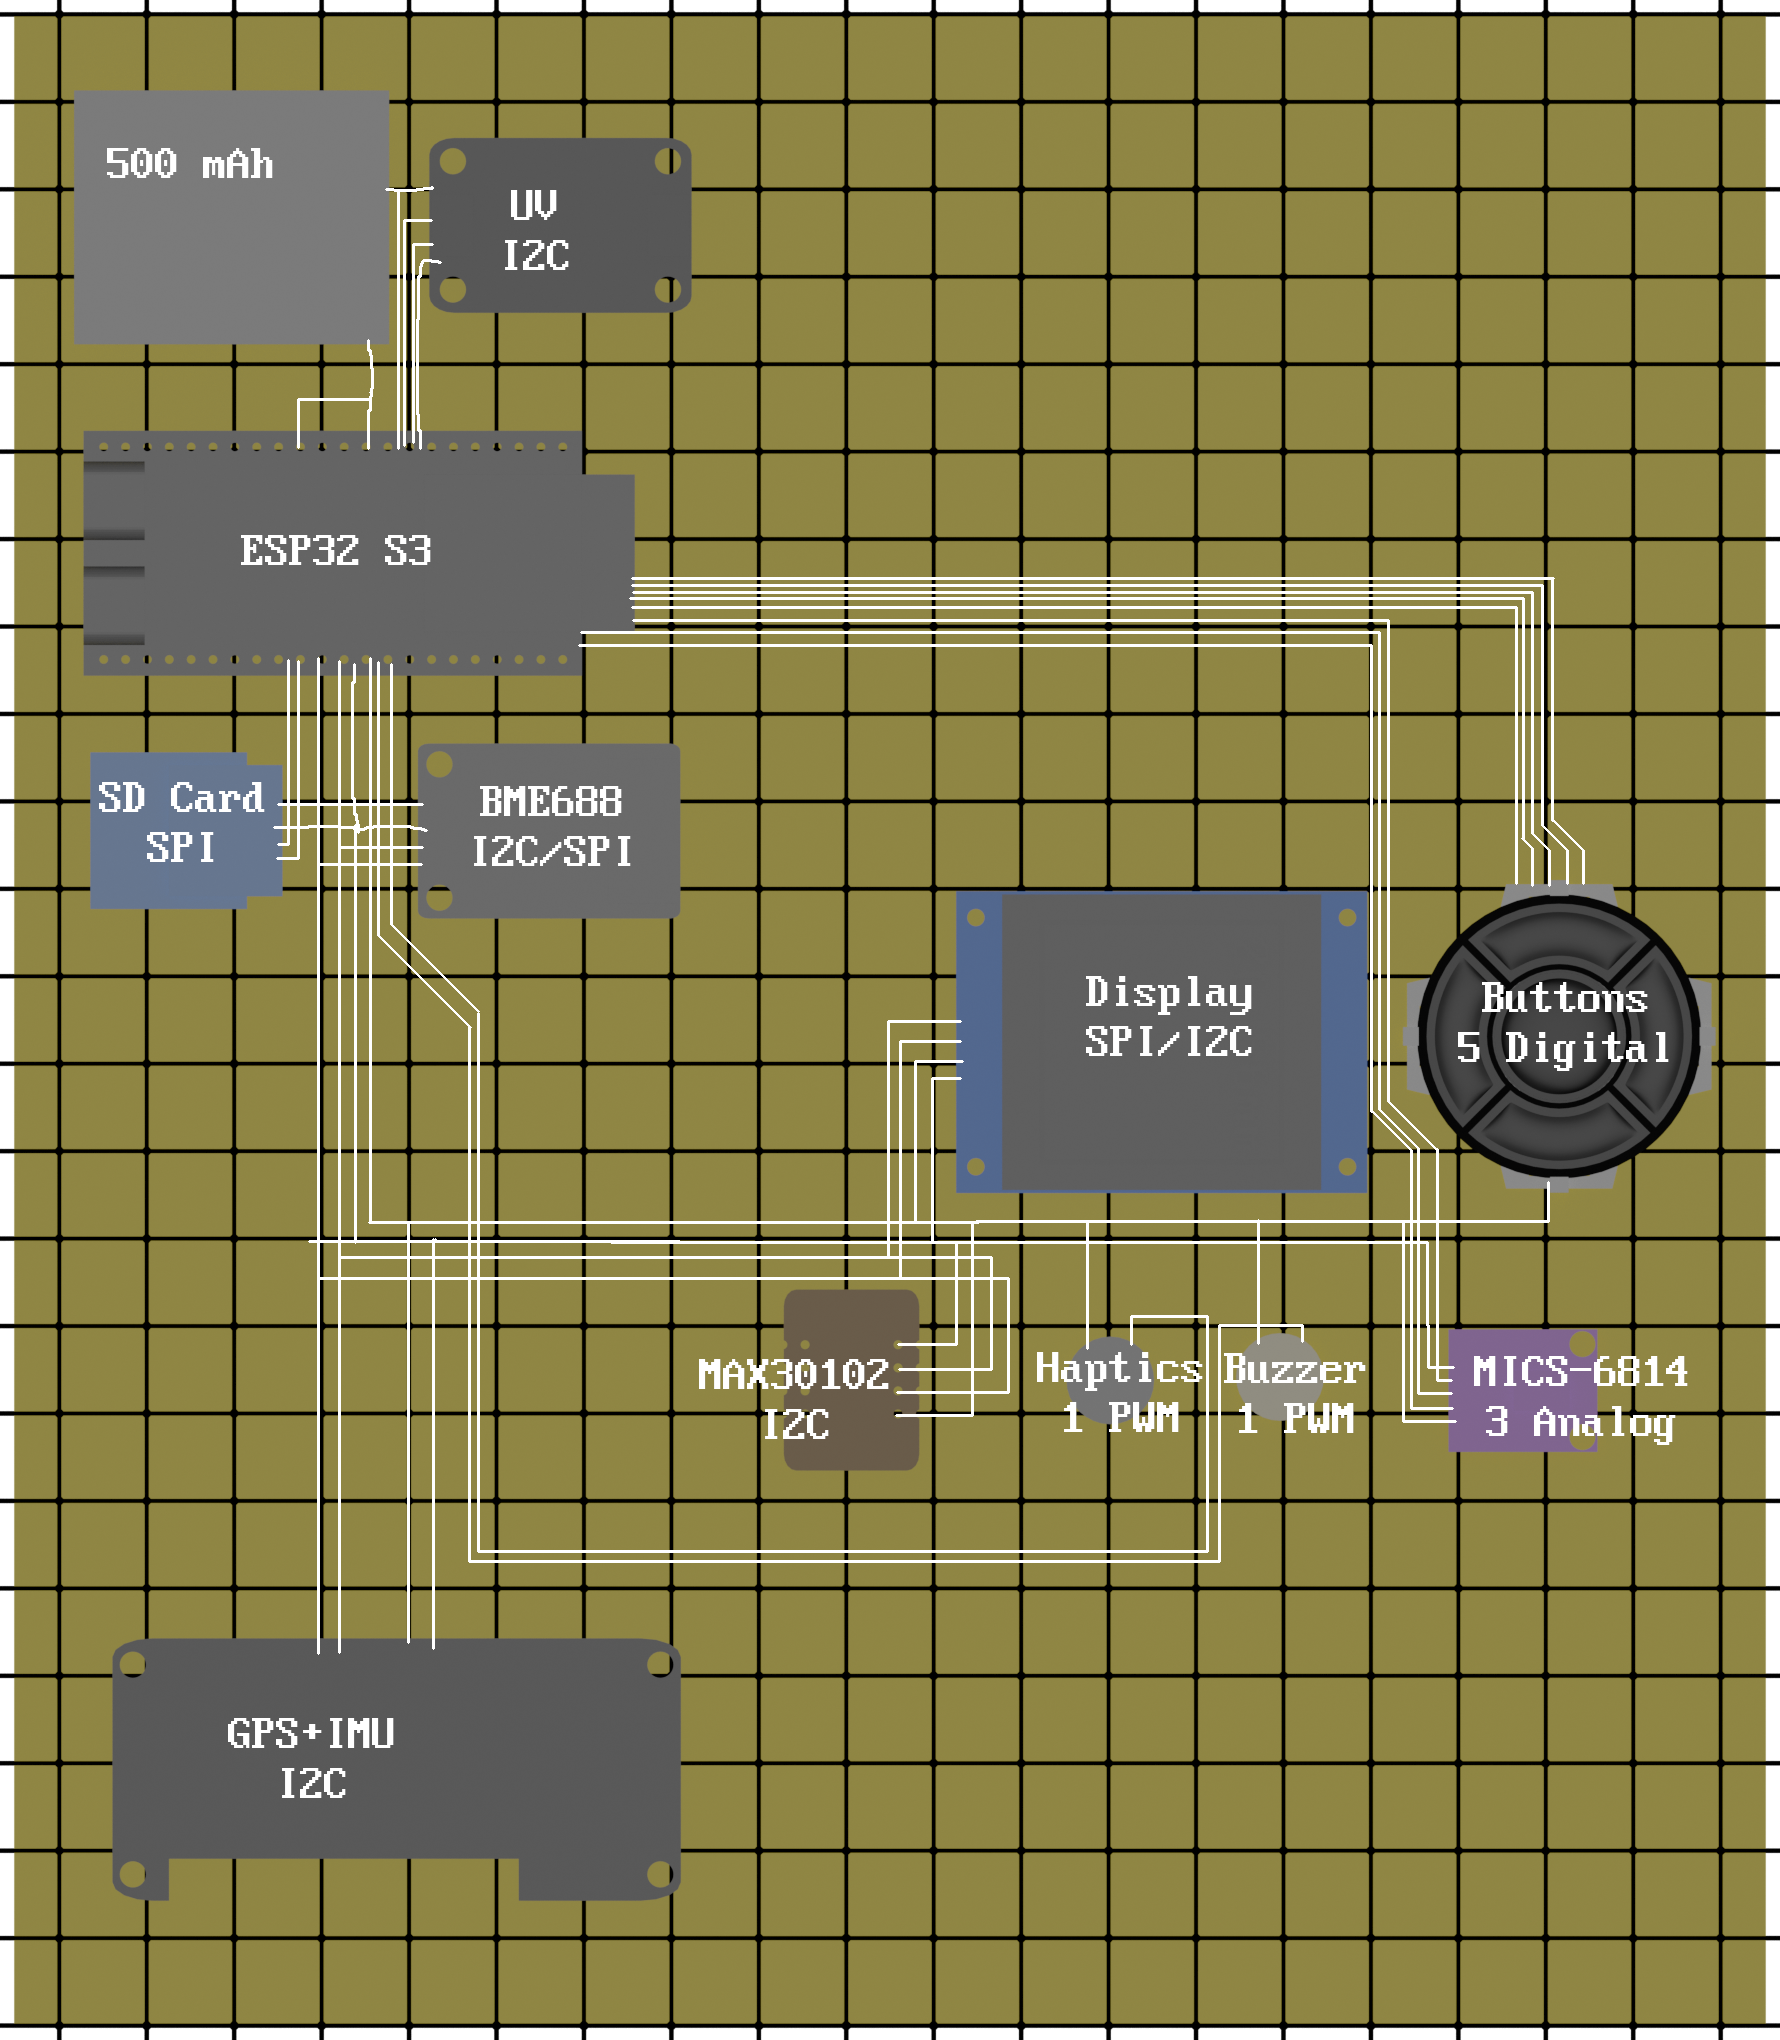 500 mAh
UV
I2C
ESP32 S3
SD Card
SPI
BME688
I2C/SPI
Display
SPI/I2C
Buttons
5 Digital
MAX30102
I2C
Haptics
1 PWM
Buzzer
1 PWM
MICS-6814
3 Analog
GPS+IMU
I2C